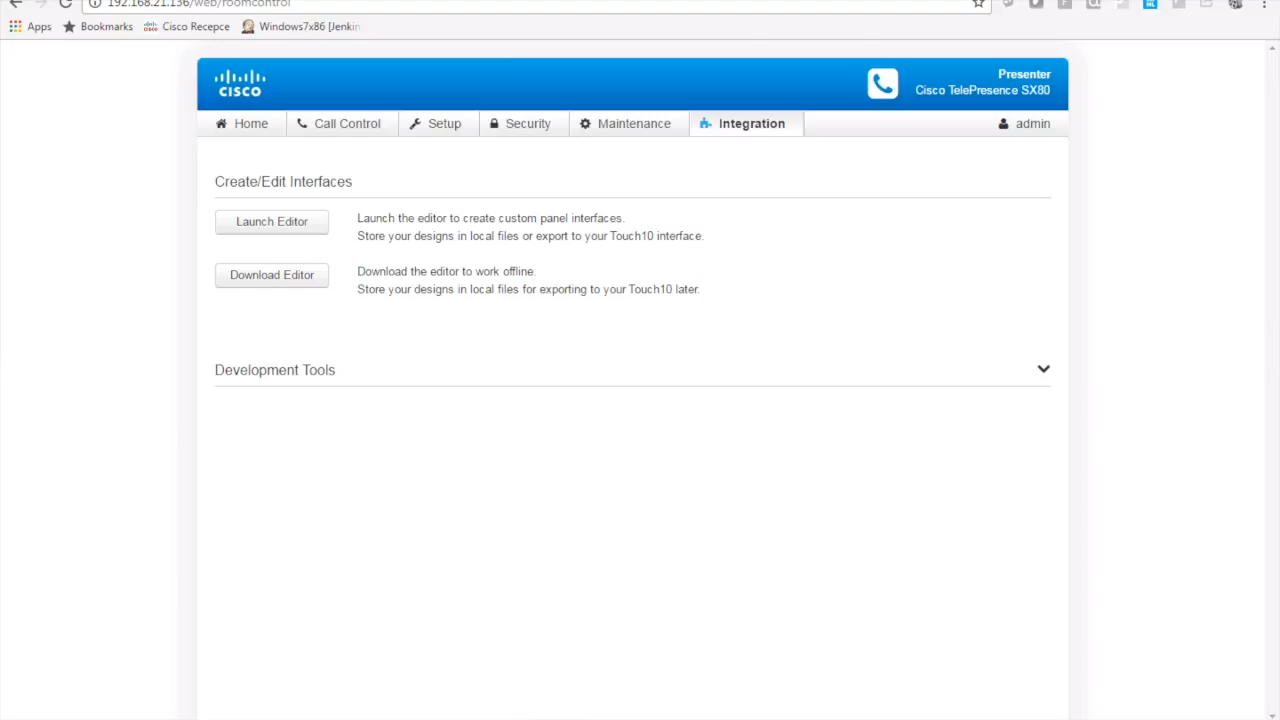 192.168.21.136/web/roomcontrol
Apps Bookmarks Cisco Recepce Windows7x86 [Jenkin
CISCO
Presenter
Cisco TelePresence SX80
Home Call Control Setup Security Maintenance Integration admin
Create/Edit Interfaces
Launch Editor
Launch the editor to create custom panel interfaces.
Store your designs in local files or export to your Touch10 interface.
Download Editor
Download the editor to work offline.
Store your designs in local files for exporting to your Touch10 later.
Development Tools